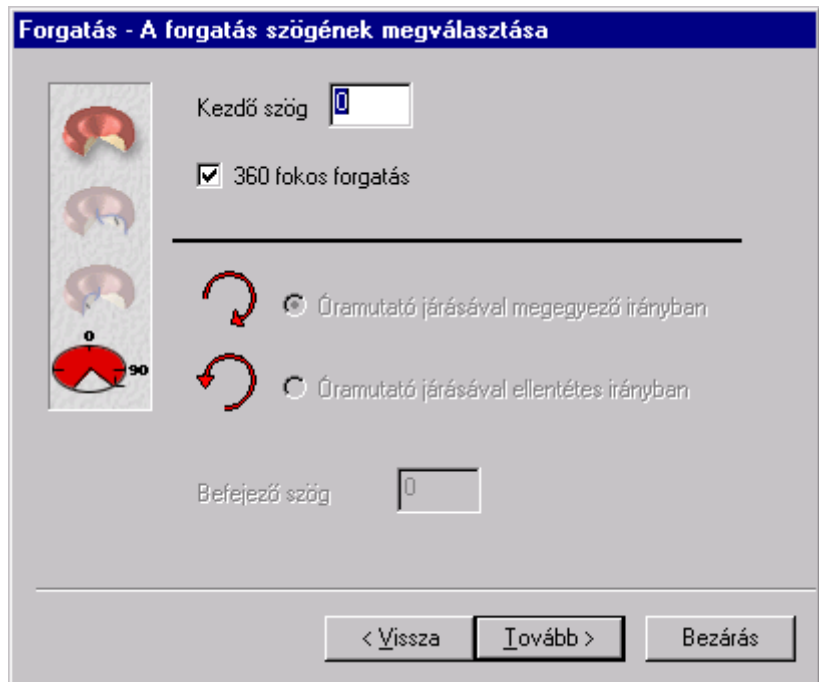 Forgatás - A forgatás szögének megválasztása
Kezdő szög 0
360 fokos forgatás
Óramutató járásával megegyező irányban
0
90
Óramutató járásával ellentétes irányban
Befejező szög 0
< Vissza Tovább > Bezárás